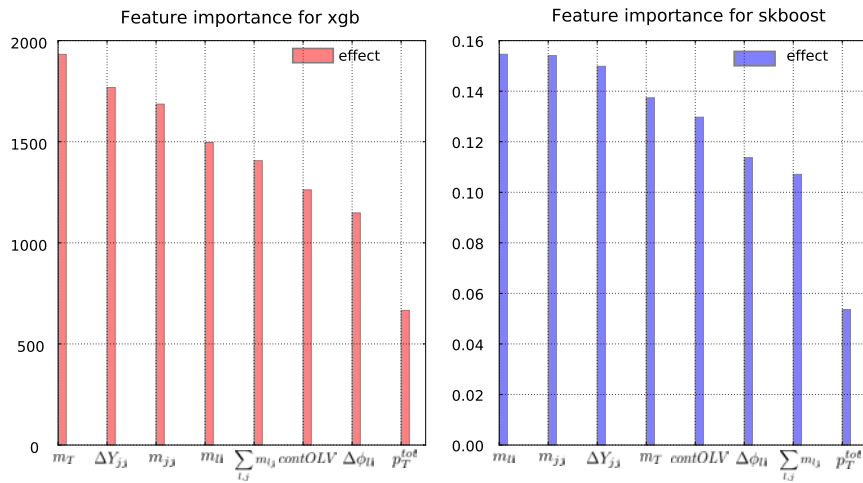 Feature importance for xgb
effect
2000
1500
1000
500
0
m_T ΔY_jj m_jj m_ll ∑_{l,j} m_lj contOLV Δϕ_ll p_T^tot
Feature importance for skboost
effect
0.16
0.14
0.12
0.10
0.08
0.06
0.04
0.02
0.00
m_ll m_jj ΔY_jj m_T contOLV Δϕ_ll ∑_{l,j} m_lj p_T^tot